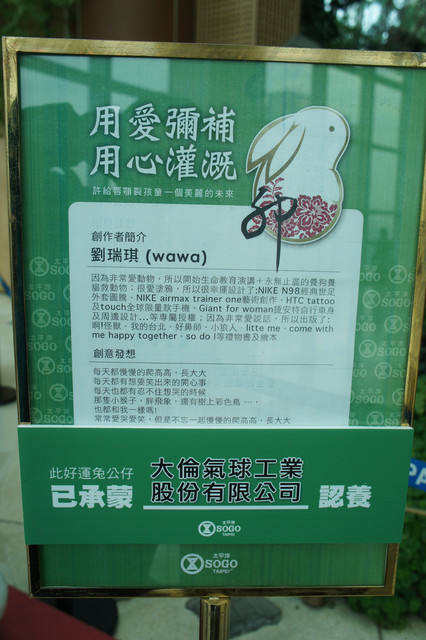 用愛彌補
用心灌溉
許給唇顎裂孩童一個美麗的未來
卯
創作者簡介
劉瑞琪 (wawa)
因為非常愛動物，所以開始生命教育演講＋永無止盡的養狗養
貓救動物；很愛塗鴉，所以很幸運設計了:NIKE N98經典世足
外套圖騰、NIKE airmax trainer one藝術創作、HTC tattoo
及touch全球限量款手機、Giant for woman捷安特自行車身
及周邊設計...等專屬授權；因為非常愛說話，所以出版了:
啊!怪獸、我的台北、好鼻師、小狼人、litte me、come with
me happy together、so do I等禮物書及繪本
創意發想
每天都慢慢的爬高高，長大大
每天都有想要笑出來的開心事
每天也都有忍不住想哭的時候
那隻小猴子，胖飛象，還有樹上彩色鳥 …，
也都和我一樣嗎!
常常愛哭愛笑，但是不忘一起慢慢的爬高高，長大大
此好運兔公仔
已承蒙
大倫氣球工業
股份有限公司
認養
太平洋
SOGO
TAIPEI
太平洋
SOGO
TAIPEI